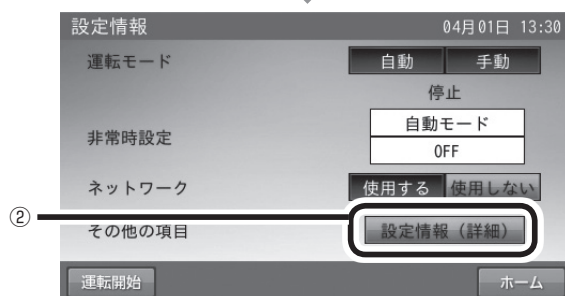 設定情報 04月01日 13:30
運転モード 自動 手動
停止
非常時設定 自動モード
OFF
ネットワーク 使用する 使用しない
② その他の項目 設定情報(詳細)
運転開始 ホーム